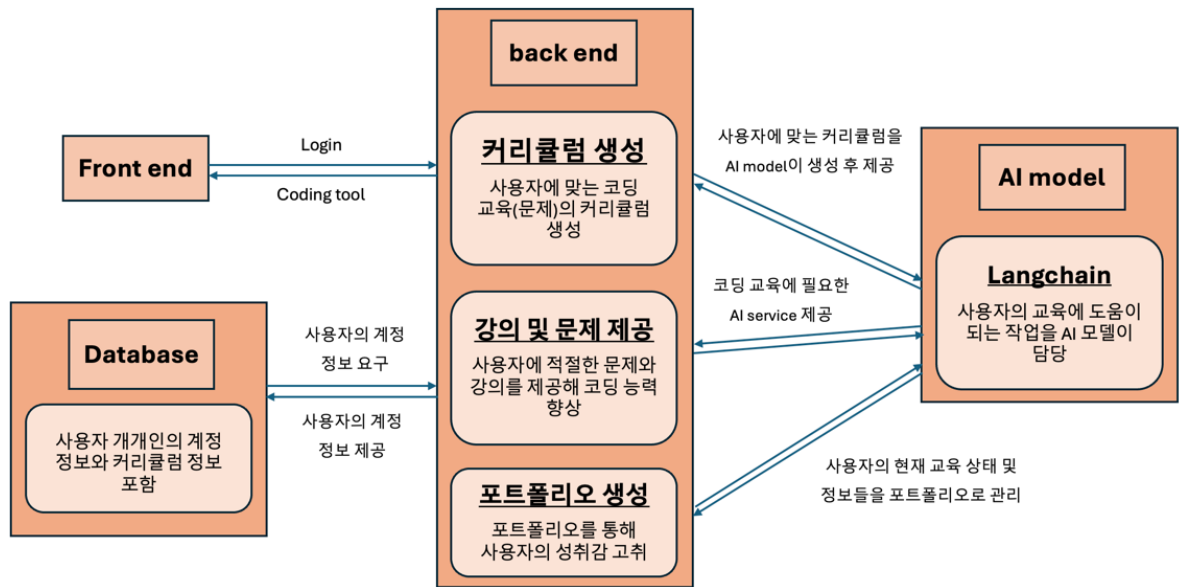 back end
커리큘럼 생성
사용자에 맞는 코딩
교육(문제)의 커리큘럼
생성
Front end
Login
Coding tool
사용자에 맞는 커리큘럼을
AI model이 생성 후 제공
AI model
Langchain
사용자의 교육에 도움이
되는 작업을 AI 모델이
담당
코딩 교육에 필요한
AI service 제공
강의 및 문제 제공
사용자에 적절한 문제와
강의를 제공해 코딩 능력
향상
Database
사용자 개개인의 계정
정보와 커리큘럼 정보
포함
사용자의 계정
정보 요구
사용자의 계정
정보 제공
포트폴리오 생성
포트폴리오를 통해
사용자의 성취감 고취
사용자의 현재 교육 상태 및
정보들을 포트폴리오로 관리